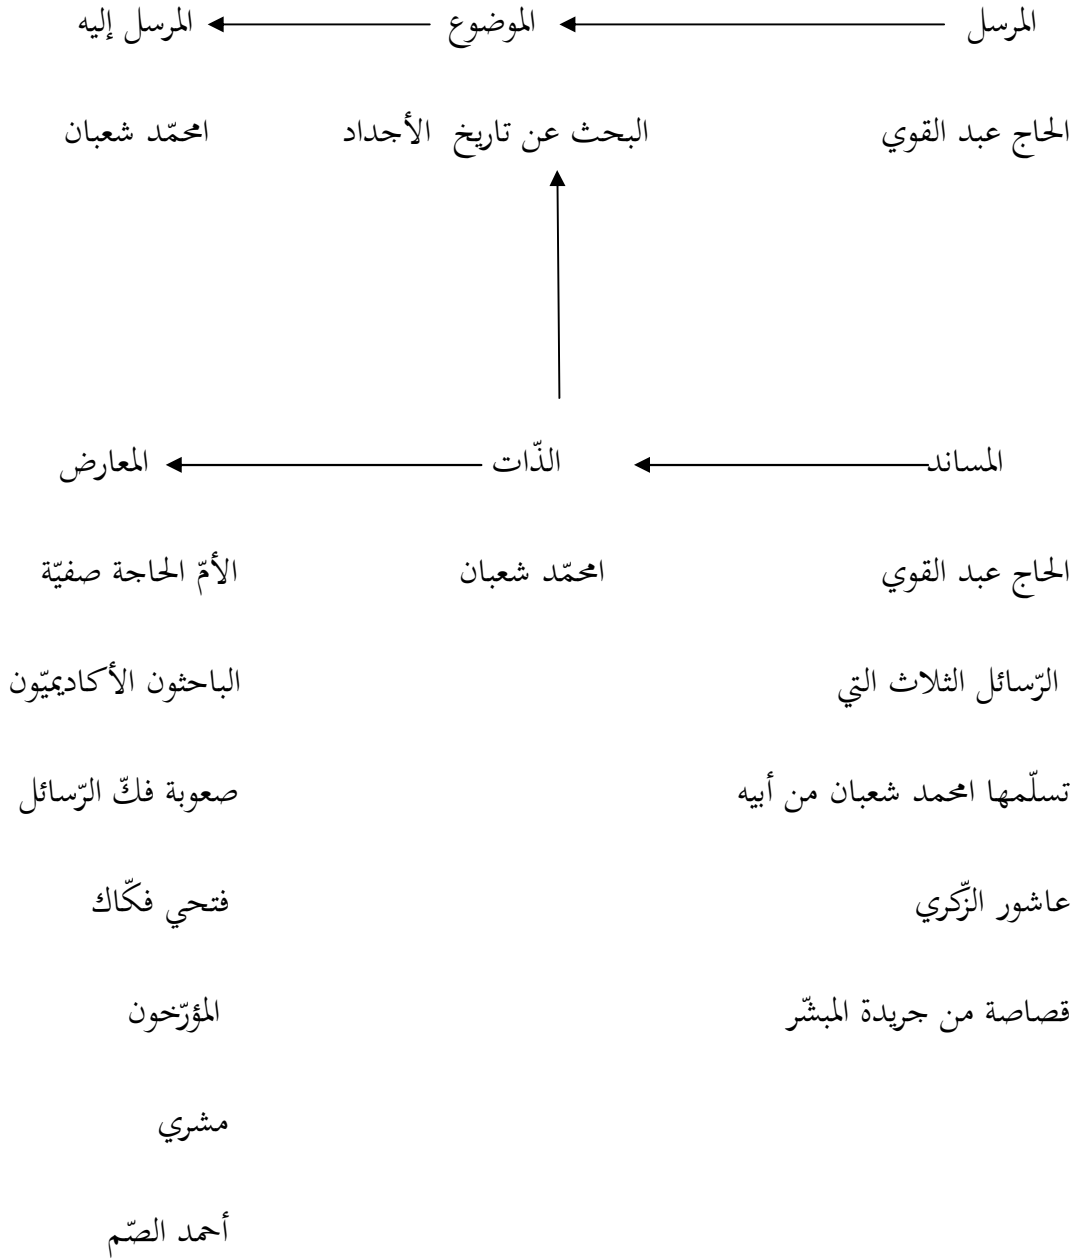 المرسل الموضوع المرسل إليه
الحاج عبد القوي البحث عن تاريخ الأجداد امحمّد شعبان
المساند الذّات المعارض
الحاج عبد القوي امحمّد شعبان الأمّ الحاجة صفيّة
الرّسائل الثلاث التي الباحثون الأكاديميّون
تسلّمها امحمد شعبان من أبيه صعوبة فكّ الرّسائل
عاشور الزّكري فتحي فكّاك
قصاصة من جريدة المبشّر المؤرّخون
مشري
أحمد الصّم